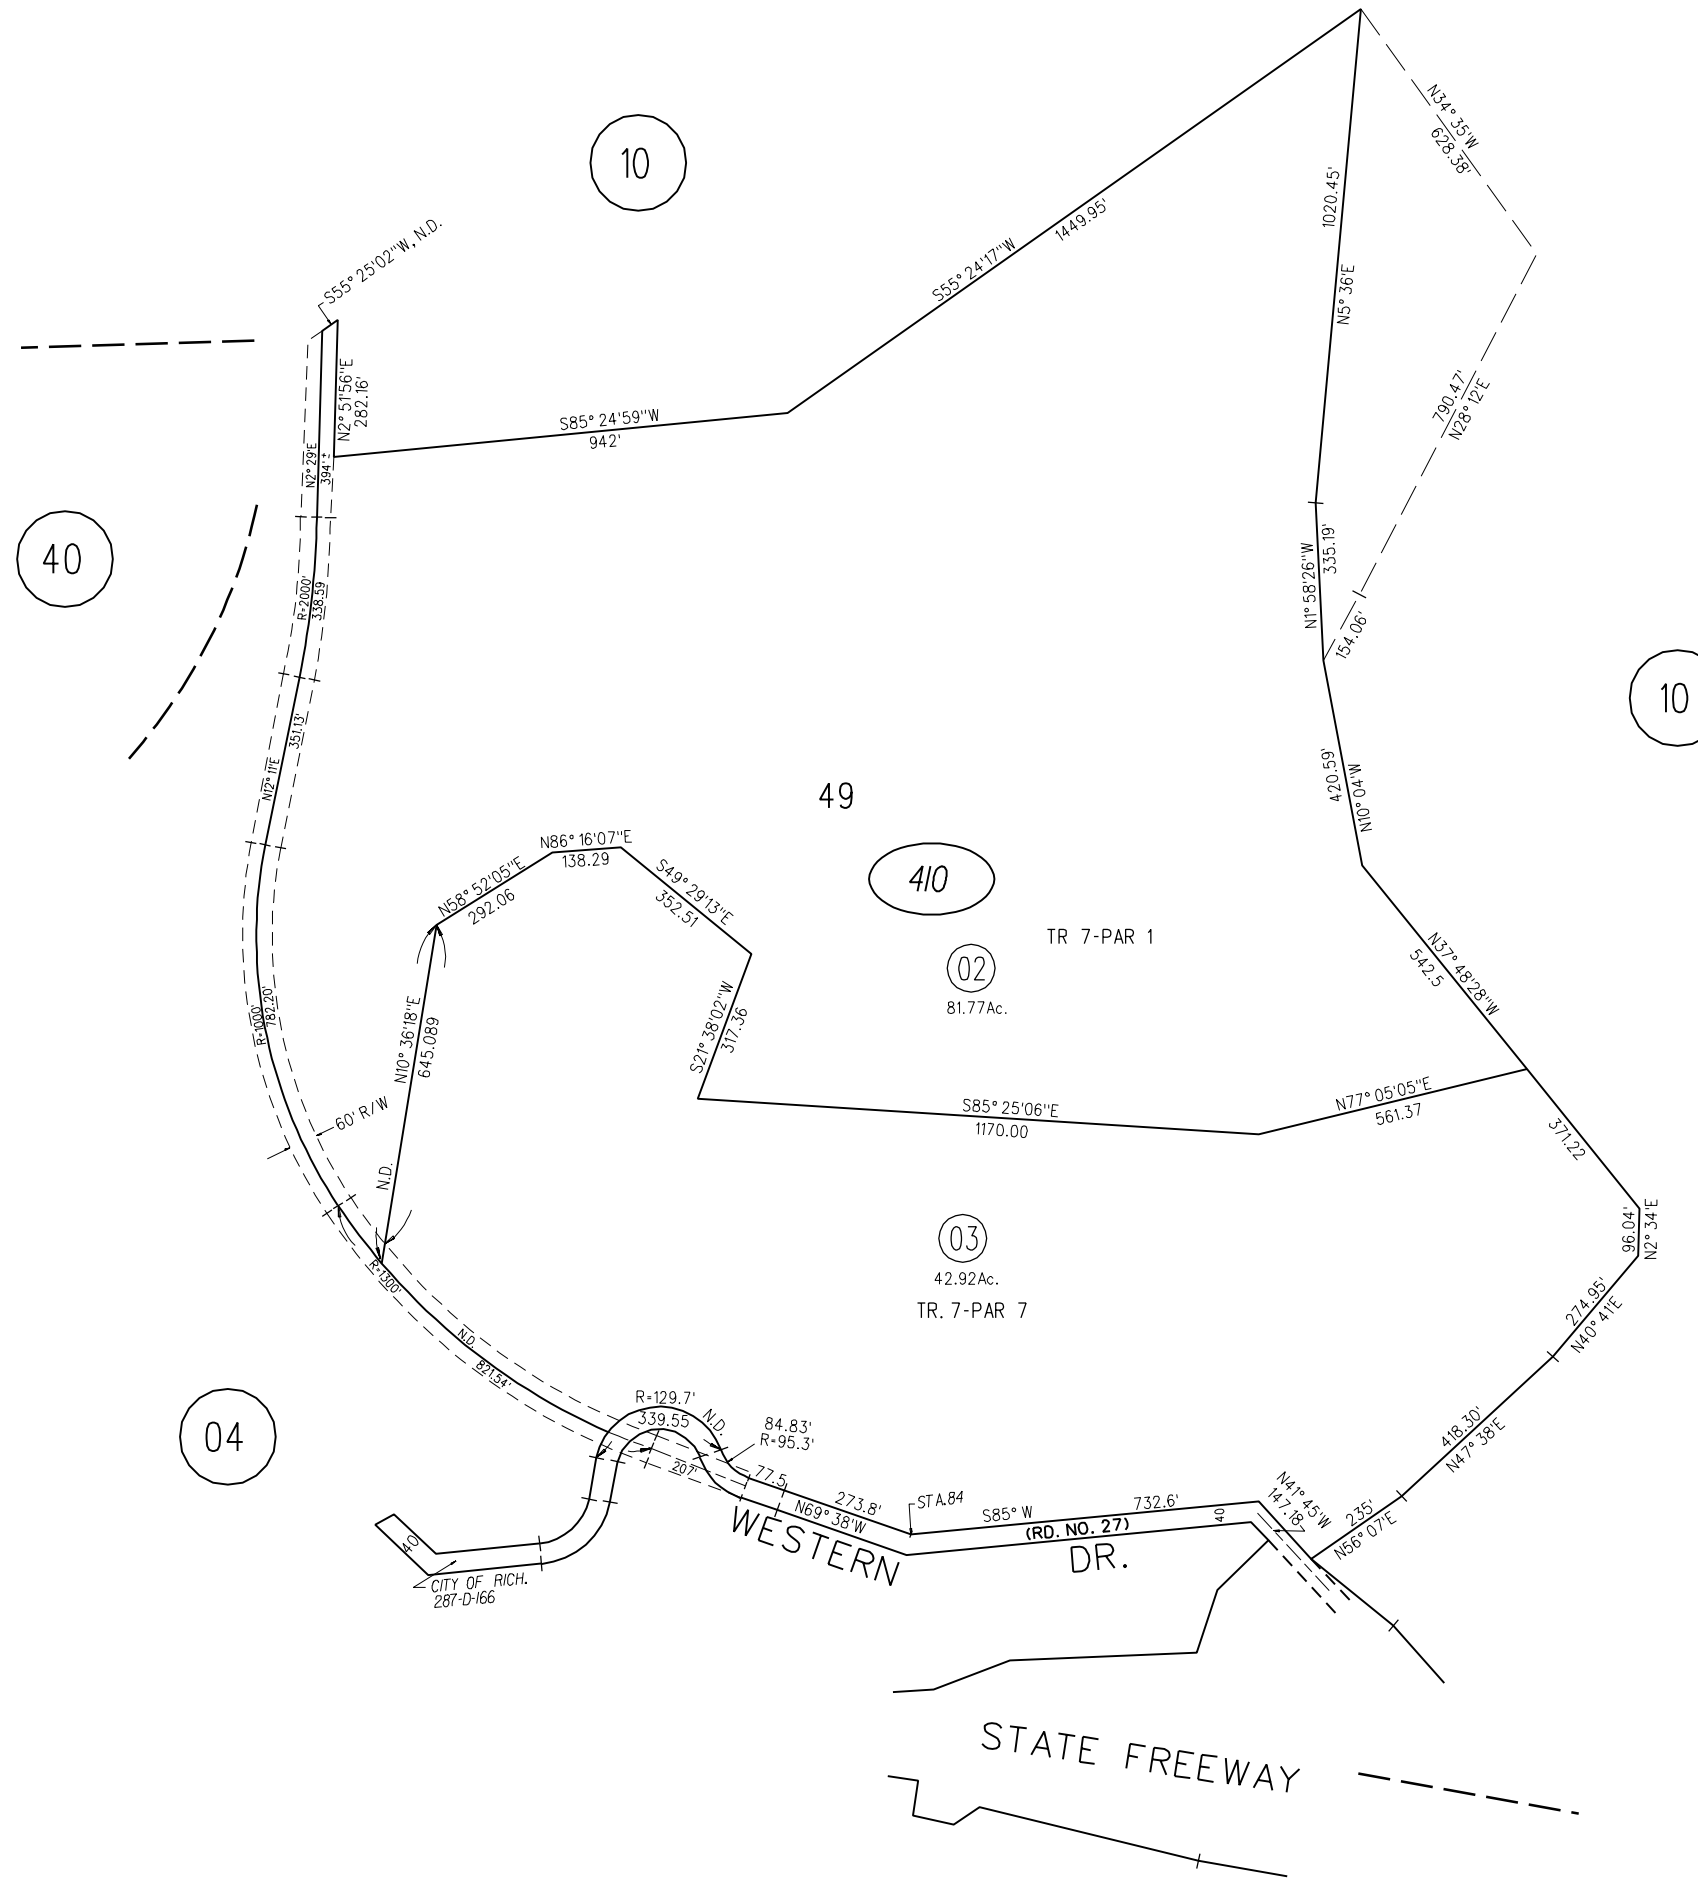 N34° 35'W
628.38'
10
1020.45'
N5° 36'E
1449.95'
S55° 24'17"W
S55° 25'02"W, N.D.
N2° 51'56"E
282.16'
S85° 24'59"W
942'
790.47'
N28° 12'E
N2° 29'E
394'±
40
335.19'
N1° 58'26"W
R=2000'
338.59
154.06'
10
351.13'
N12° 11'E
420.59'
N10° 04'W
49
410
N86° 16'07"E
138.29
N58° 52'05"E
292.06
S49° 29'13"E
352.51
TR 7-PAR 1
02
81.77Ac.
N37° 48'28"W
542.5
R=1000'
782.20'
N10° 36'18"E
645.089
N.D.
S21° 38'02"W
317.36
60' R/W
S85° 25'06"E
1170.00
N77° 05'05"E
561.37
371.22
03
42.92Ac.
TR. 7-PAR 7
96.04'
N2° 34'E
R=1300'
N.D.
821.54'
274.95'
N40° 41'E
04
R=129.7'
339.55
N.D.
84.83'
R=95.3'
207'
77.5
273.8'
N69° 38'W
STA.84
S85° W
732.6'
(RD. NO. 27)
40
WESTERN
DR.
N41° 45'W
147.18
418.30'
N47° 38'E
235'
N56° 07'E
40
CITY OF RICH.
287-D-166
STATE FREEWAY